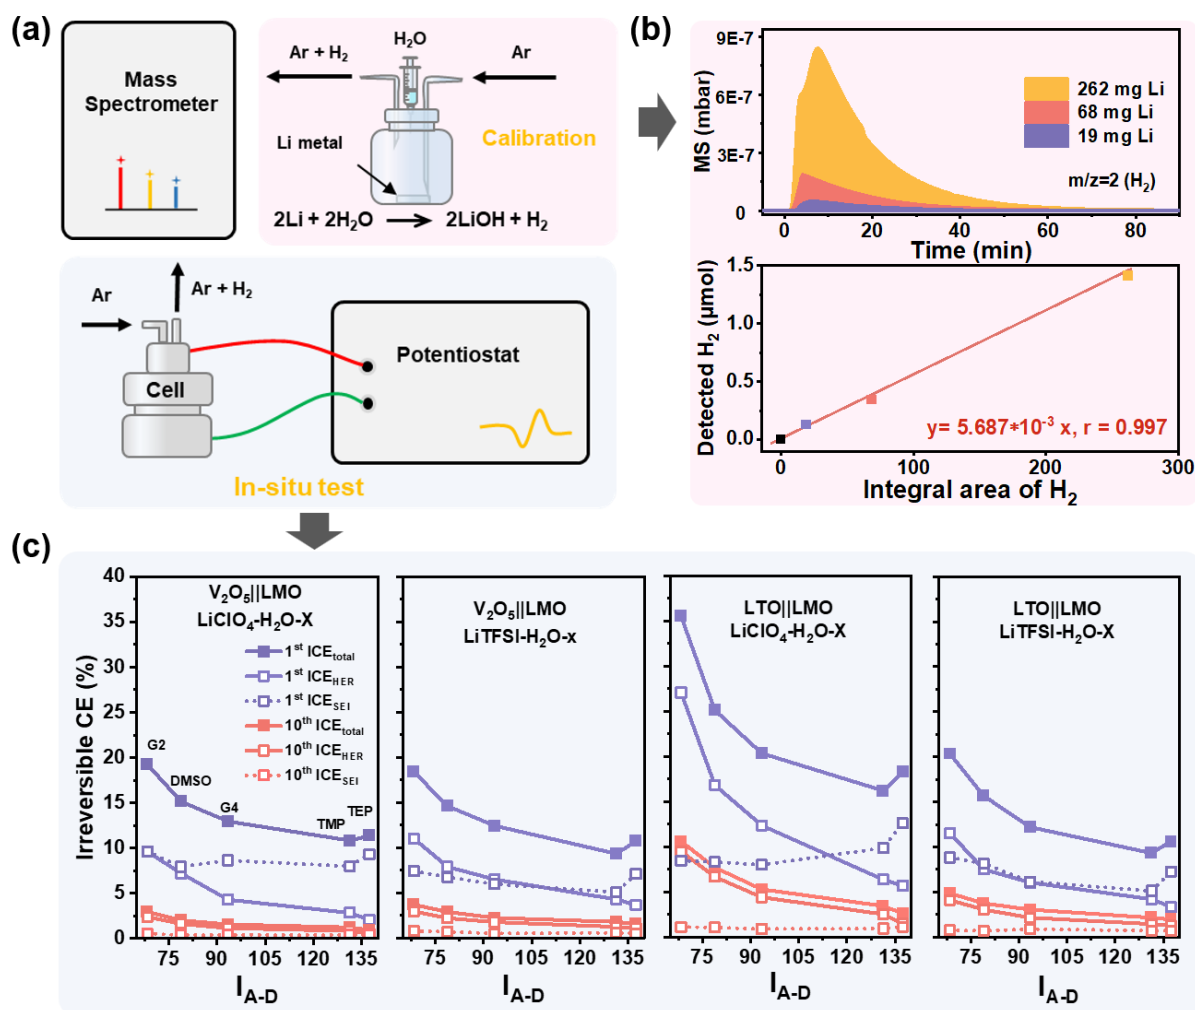 (a)
Mass
Spectrometer
Ar + H₂
H₂O
Ar
Li metal
Calibration
2Li + 2H₂O → 2LiOH + H₂
Ar
Ar + H₂
Cell
Potentiostat
In-situ test
(b)
MS (mbar)
9E-7
6E-7
3E-7
0
262 mg Li
68 mg Li
19 mg Li
m/z=2 (H₂)
0 20 40 60 80
Time (min)
Detected H₂ (μmol)
1.5
1.0
0.5
0.0
y= 5.687*10⁻³ x, r = 0.997
0 100 200 300
Integral area of H₂
(c)
Irreversible CE (%)
40
35
30
25
20
15
10
5
0
V₂O₅||LMO
LiClO₄-H₂O-X
1ˢᵗ ICEtotal
1ˢᵗ ICEHER
1ˢᵗ ICESEI
10ᵗʰ ICEtotal
10ᵗʰ ICEHER
10ᵗʰ ICESEI
G2
DMSO
G4
TMP
TEP
75 90 105 120 135
I A-D
V₂O₅||LMO
LiTFSI-H₂O-x
75 90 105 120 135
I A-D
LTO||LMO
LiClO₄-H₂O-X
75 90 105 120 135
I A-D
LTO||LMO
LiTFSI-H₂O-X
75 90 105 120 135
I A-D